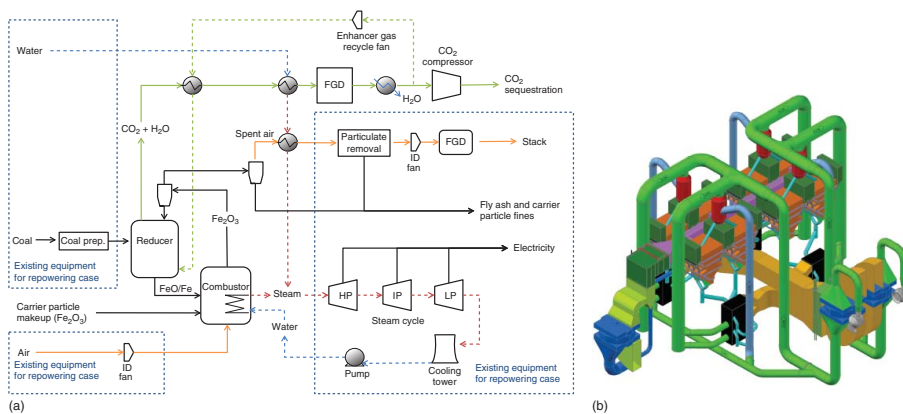 Enhancer gas
recycle fan
Water
CO₂
compressor
FGD
H₂O
CO₂
sequestration
CO₂ + H₂O
Spent air
Particulate
removal
ID
fan
FGD
Stack
Fe₂O₃
Fly ash and carrier
particle fines
Coal
Coal prep.
Reducer
Electricity
Existing equipment
for repowering case
FeO/Fe
Combustor
Steam
HP
IP
LP
Carrier particle
makeup (Fe₂O₃)
Steam cycle
Water
Air
ID
fan
Existing equipment
for repowering case
Pump
Cooling
tower
Existing equipment
for repowering case
(a)
(b)